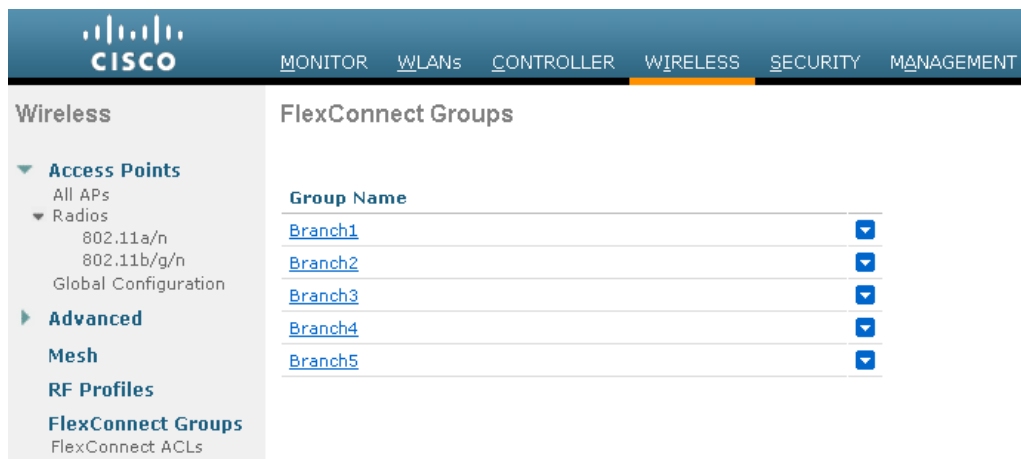 CISCO
MONITOR WLANs CONTROLLER WIRELESS SECURITY MANAGEMENT
Wireless
Access Points
All APs
Radios
802.11a/n
802.11b/g/n
Global Configuration
Advanced
Mesh
RF Profiles
FlexConnect Groups
FlexConnect ACLs
FlexConnect Groups
Group Name
Branch1
Branch2
Branch3
Branch4
Branch5